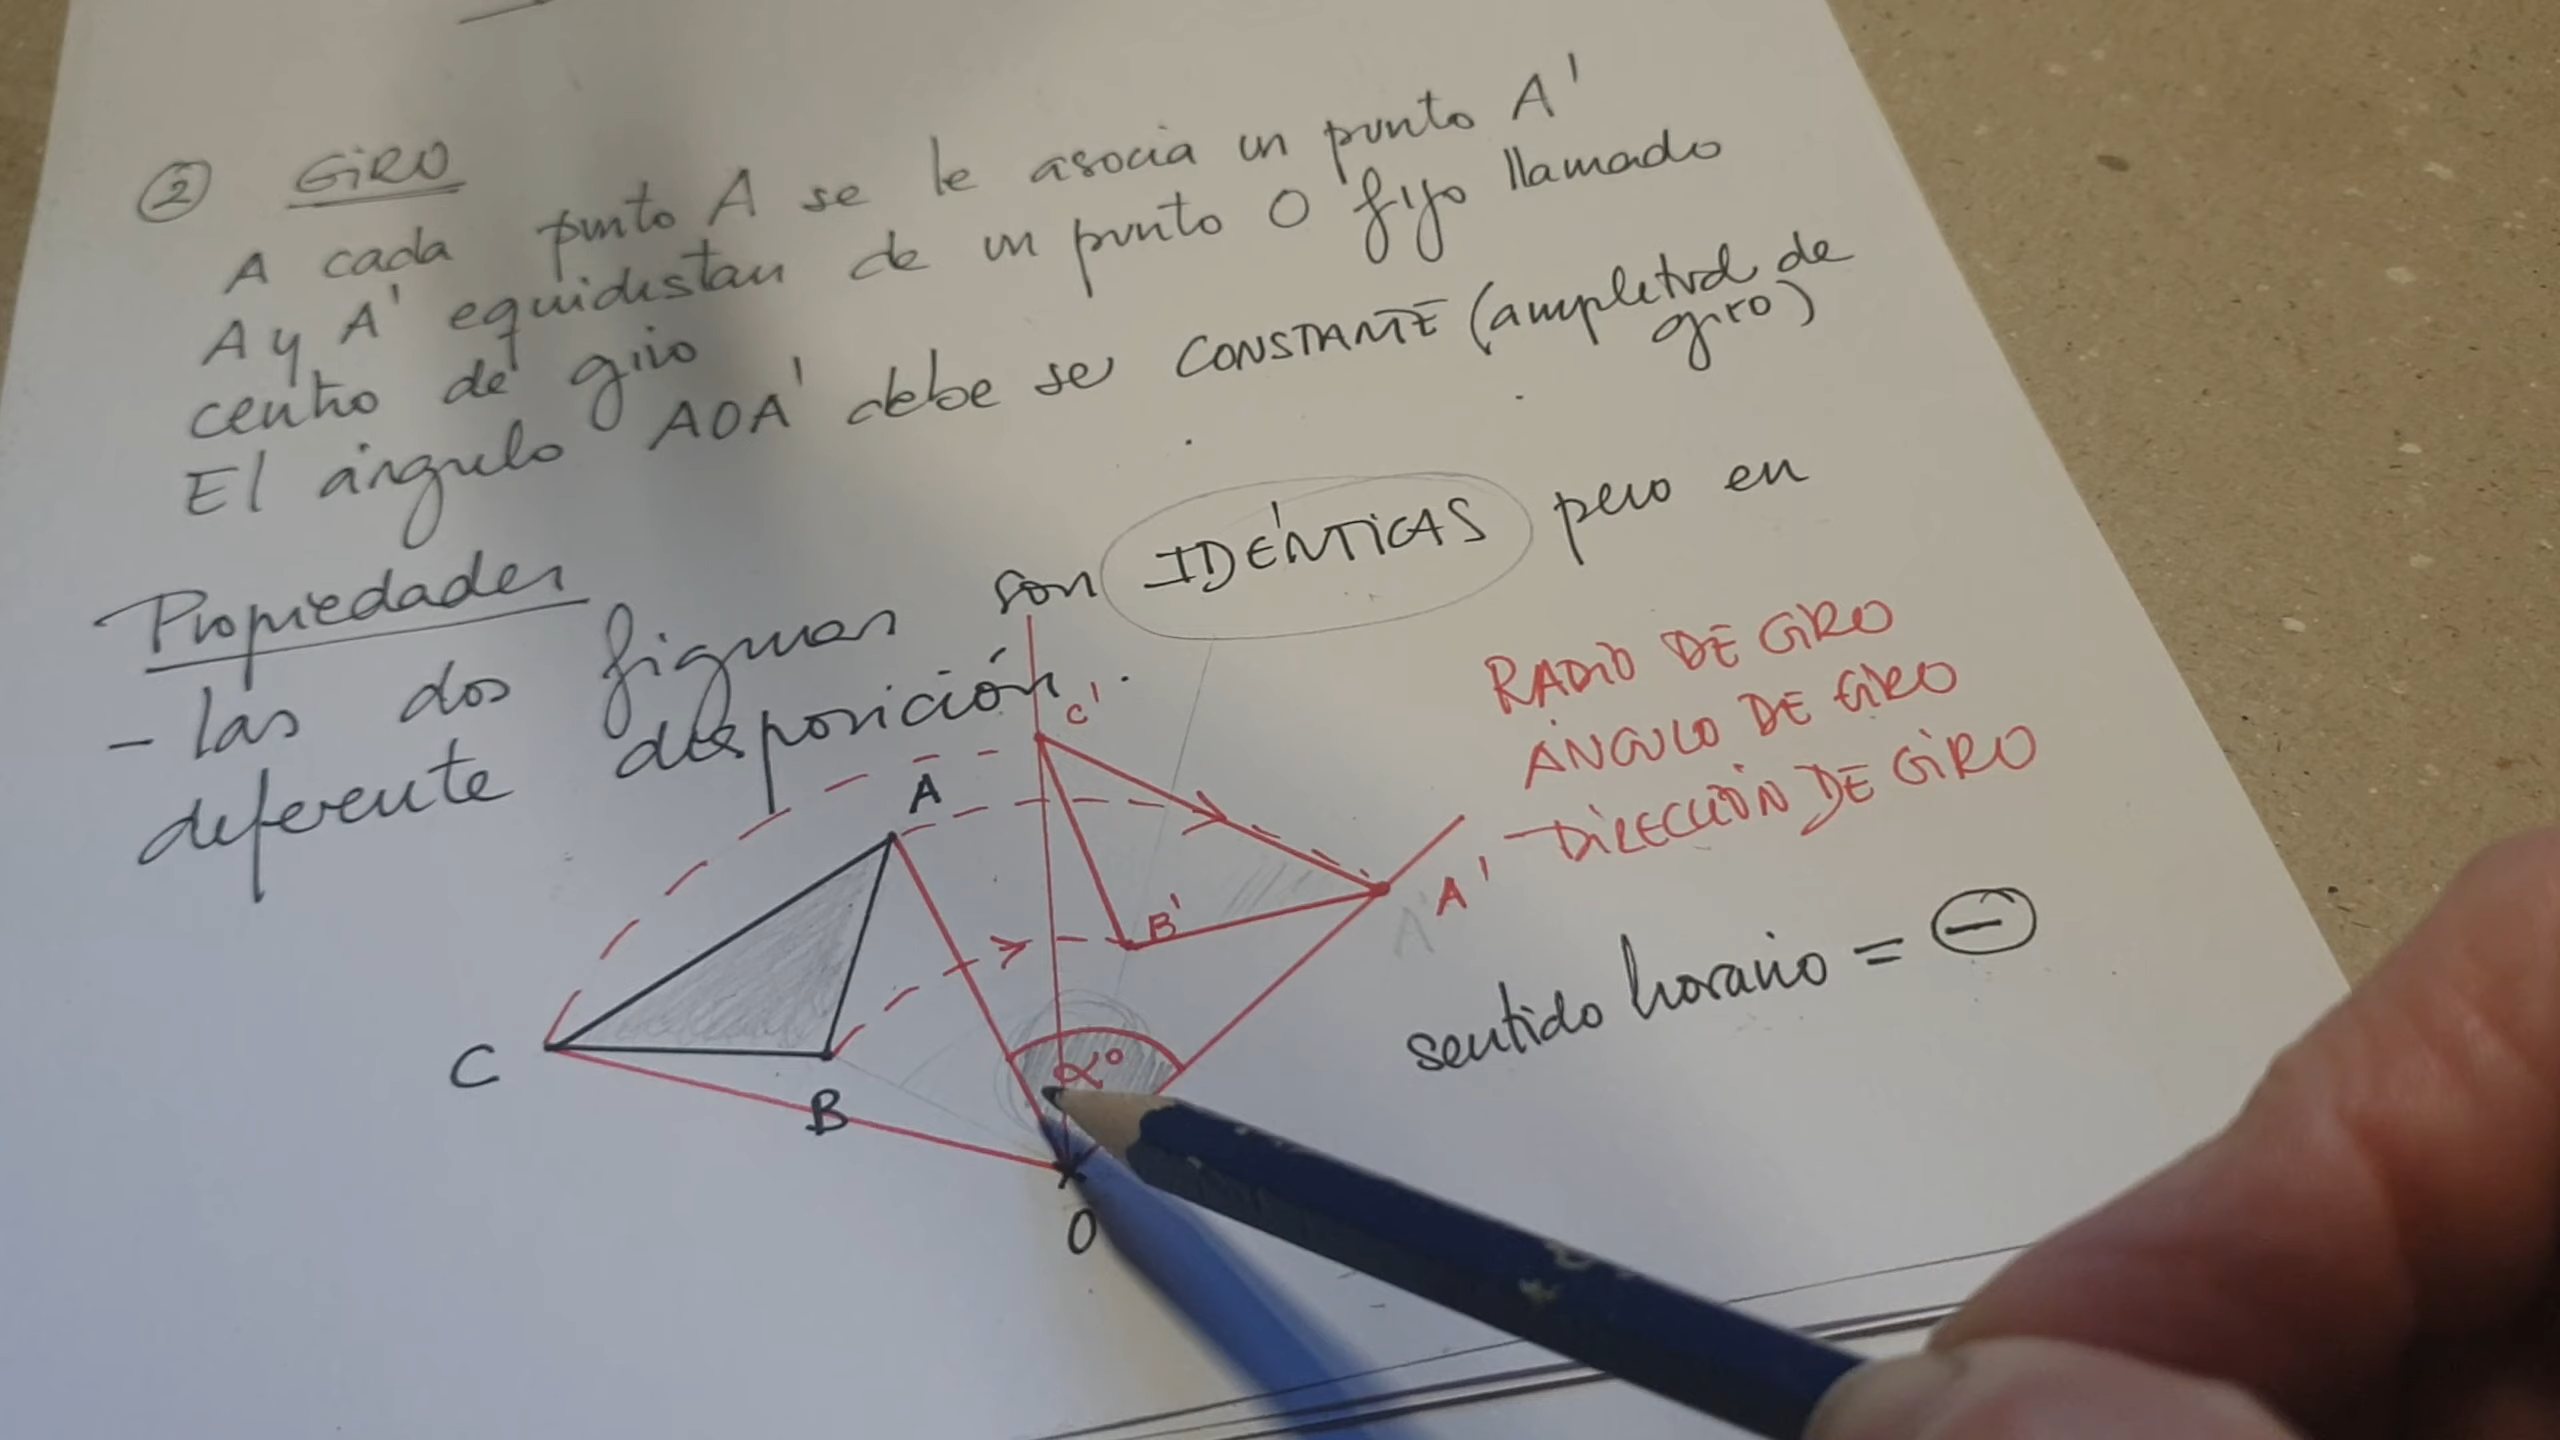 ② GIRO
A cada punto A se le asocia un punto A'
A y A' equidistan de un punto O fijo llamado
centro de giro
El ángulo AOA' debe se CONSTANTE (amplitud de
giro)
Propiedades
- las dos figuras son IDÉNTICAS pero en
diferente disposición.
RADIO DE GIRO
ÁNGULO DE GIRO
DIRECCIÓN DE GIRO
C'
A
A'
B'
sentido horario = -
α°
C
B
O